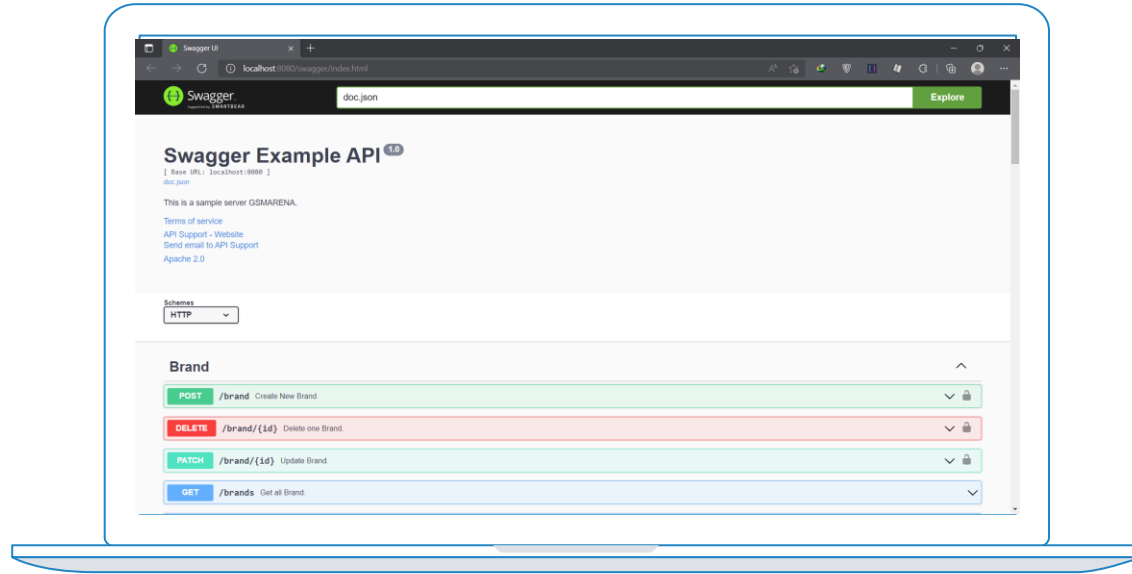 Swagger UI
localhost:8080/swagger/index.html
Swagger
Supported by SMARTBEAR
doc.json
Explore
Swagger Example API 1.0
[ Base URL: localhost:8080 ]
doc.json
This is a sample server GSMARENA.
Terms of service
API Support - Website
Send email to API Support
Apache 2.0
Schemes
HTTP
Brand
POST /brand Create New Brand.
DELETE /brand/{id} Delete one Brand.
PATCH /brand/{id} Update Brand.
GET /brands Get all Brand.